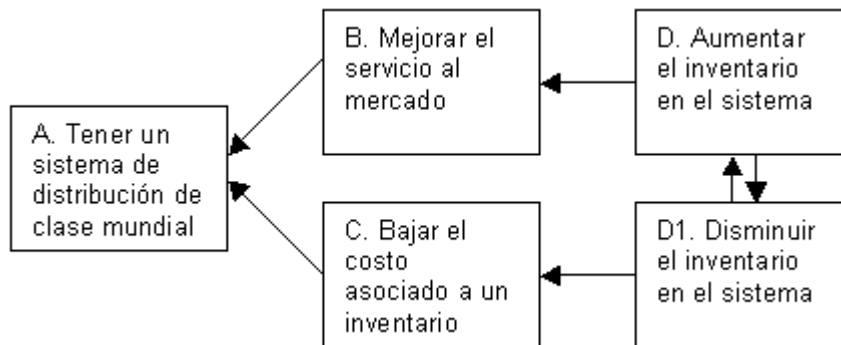 A. Tener un
sistema de
distribución de
clase mundial
B. Mejorar el
servicio al
mercado
C. Bajar el
costo
asociado a un
inventario
D. Aumentar
el inventario
en el sistema
D1. Disminuir
el inventario
en el sistema